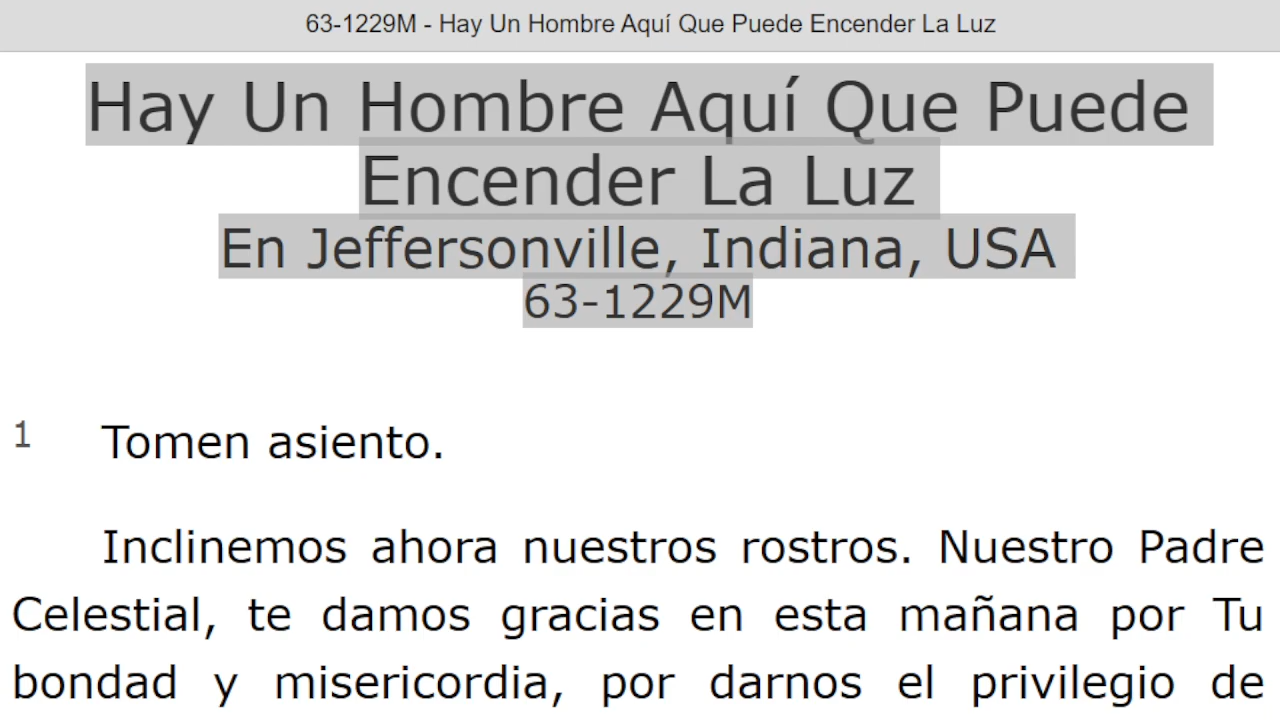 63-1229M - Hay Un Hombre Aquí Que Puede Encender La Luz
Hay Un Hombre Aquí Que Puede
Encender La Luz
En Jeffersonville, Indiana, USA
63-1229M
1 Tomen asiento.
Inclinemos ahora nuestros rostros. Nuestro Padre
Celestial, te damos gracias en esta mañana por Tu
bondad y misericordia, por darnos el privilegio de